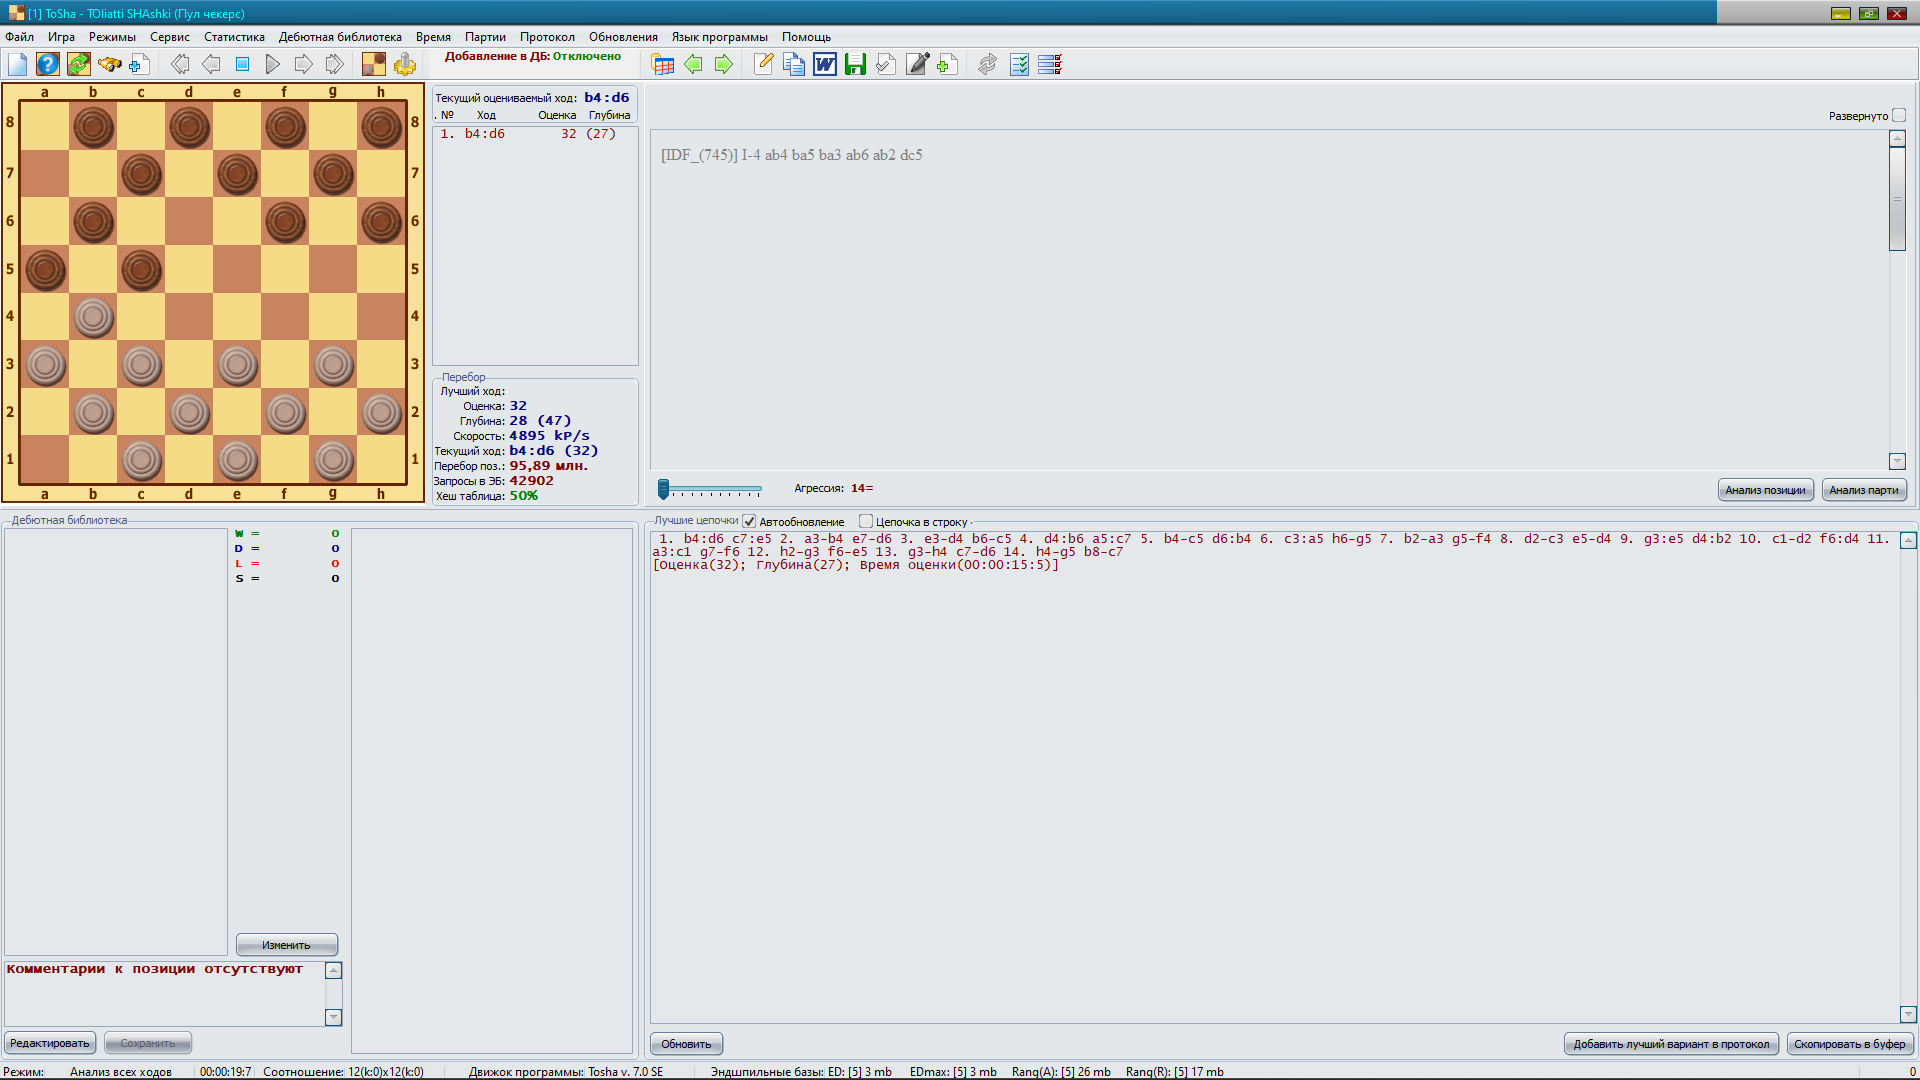 [1] ToSha - TOliatti SHAshki (Пул чекерс)
Файл Игра Режимы Сервис Статистика Дебютная библиотека Время Партии Протокол Обновления Язык программы Помощь
Добавление в ДБ: Отключено
a b c d e f g h
8 8
7 7
6 6
5 5
4 4
3 3
2 2
1 1
a b c d e f g h
Текущий оцениваемый ход: b4:d6
. № Ход Оценка Глубина
1. b4:d6 32 (27)
Перебор
Лучший ход:
Оценка: 32
Глубина: 28 (47)
Скорость: 4895 kP/s
Текущий ход: b4:d6 (32)
Перебор поз.: 95,89 млн.
Запросы в ЭБ: 42902
Хеш таблица: 50%
Развернуто
[IDF_(745)] I-4 ab4 ba5 ba3 ab6 ab2 dc5
Агрессия: 14=
Анализ позиции Анализ парти
Дебютная библиотека
W = 0
D = 0
L = 0
S = 0
Изменить
Комментарии к позиции отсутствуют
Редактировать Сохранить
Лучшие цепочки Автообновление Цепочка в строку
1. b4:d6 c7:e5 2. a3-b4 e7-d6 3. e3-d4 b6-c5 4. d4:b6 a5:c7 5. b4-c5 d6:b4 6. c3:a5 h6-g5 7. b2-a3 g5-f4 8. d2-c3 e5-d4 9. g3:e5 d4:b2 10. c1-d2 f6:d4 11.
a3:c1 g7-f6 12. h2-g3 f6-e5 13. g3-h4 c7-d6 14. h4-g5 b8-c7
[Оценка(32); Глубина(27); Время оценки(00:00:15:5)]
Обновить Добавить лучший вариант в протокол Скопировать в буфер
Режим: Анализ всех ходов 00:00:19:7 Соотношение: 12(k:0)x12(k:0) Движок программы: Tosha v. 7.0 SE Эндшпильные базы: ED: [5] 3 mb EDmax: [5] 3 mb Rang(A): [5] 26 mb Rang(R): [5] 17 mb 0